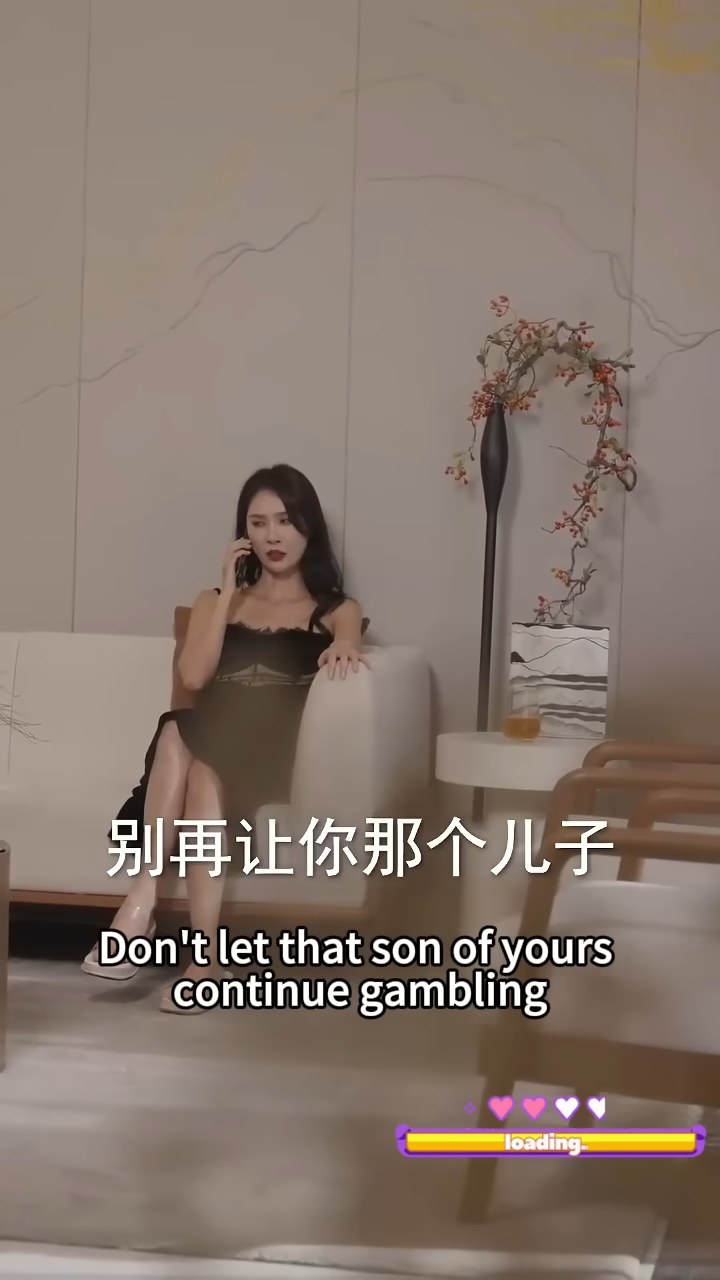 别再让你那个儿子
Don't let that son of yours
continue gambling
loading.